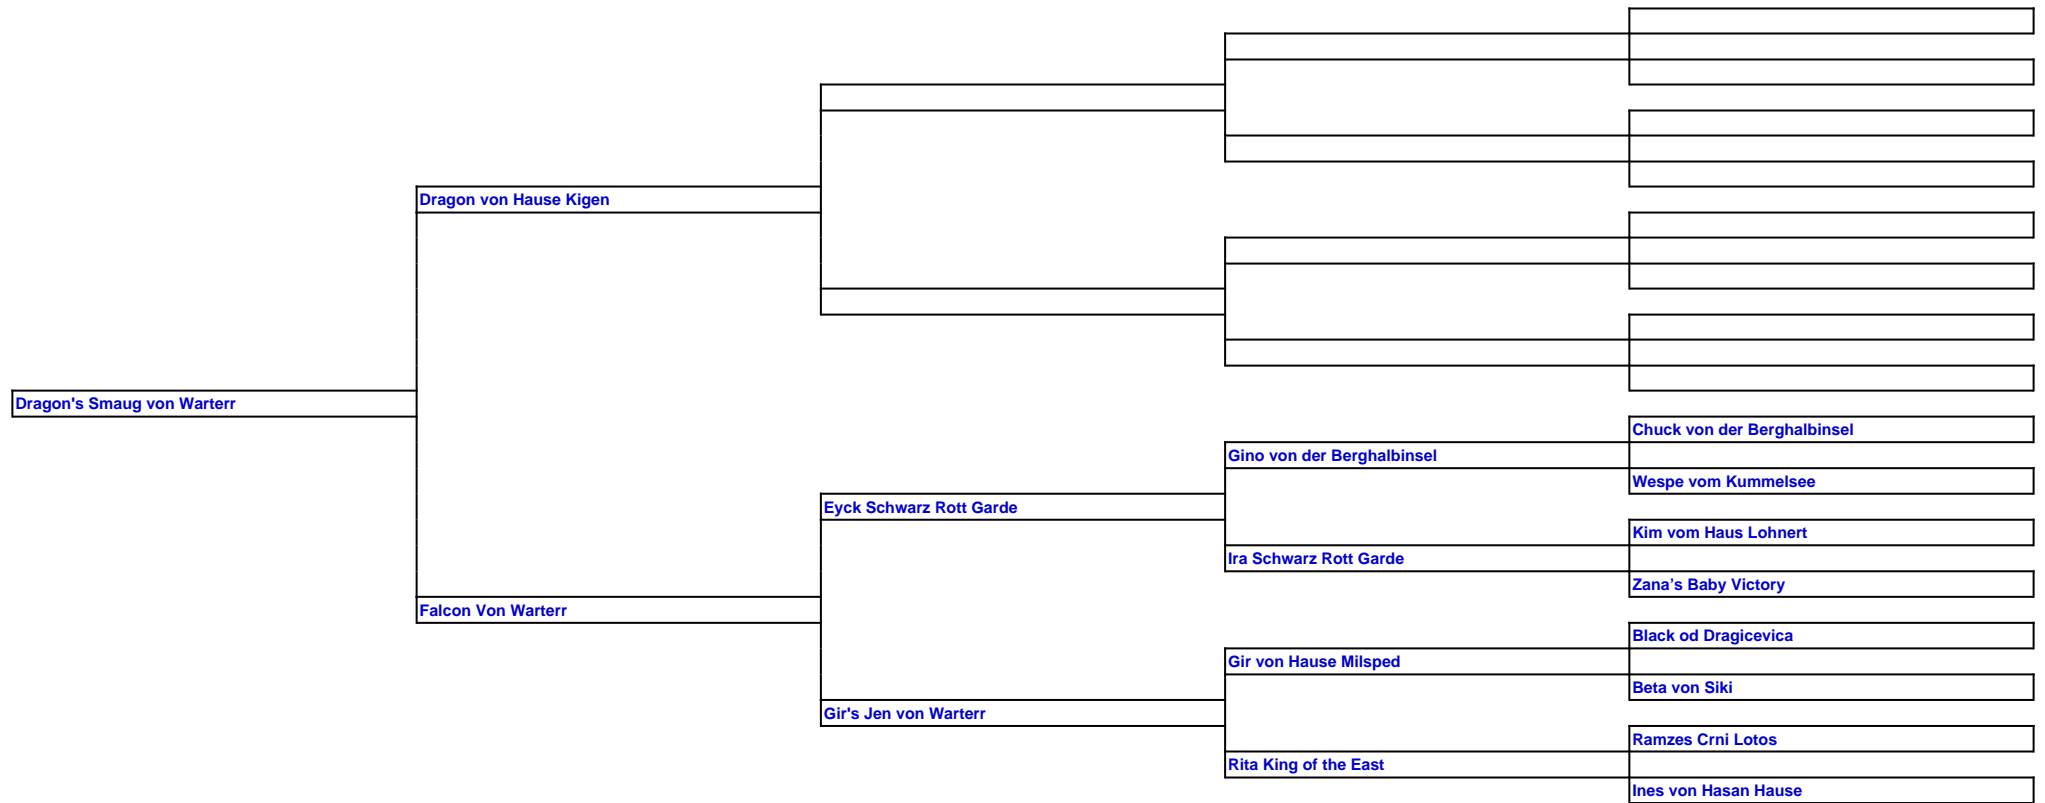 Dragon von Hause Kigen
Dragon's Smaug von Warterr
Chuck von der Berghalbinsel
Gino von der Berghalbinsel
Wespe vom Kummelsee
Eyck Schwarz Rott Garde
Kim vom Haus Lohnert
Ira Schwarz Rott Garde
Zana’s Baby Victory
Falcon Von Warterr
Black od Dragicevica
Gir von Hause Milsped
Beta von Siki
Gir's Jen von Warterr
Ramzes Crni Lotos
Rita King of the East
Ines von Hasan Hause